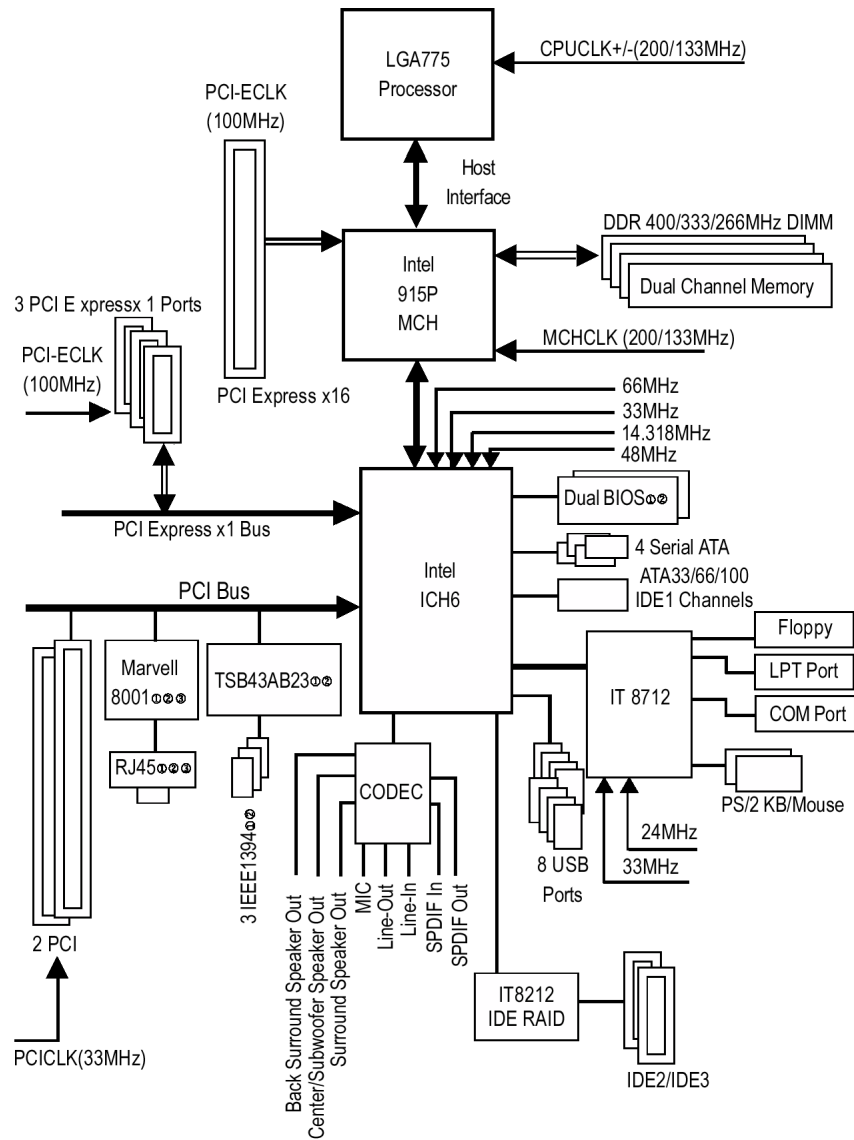 LGA775
Processor
CPUCLK+/-(200/133MHz)
PCI-ECLK
(100MHz)
Host
Interface
DDR 400/333/266MHz DIMM
Intel
915P
MCH
Dual Channel Memory
3 PCI E xpressx 1 Ports
PCI-ECLK
(100MHz)
MCHCLK (200/133MHz)
PCI Express x16
66MHz
33MHz
14.318MHz
48MHz
Dual BIOS①②
PCI Express x1 Bus
4 Serial ATA
Intel
ICH6
ATA33/66/100
IDE1 Channels
PCI Bus
Floppy
Marvell
8001①②③
TSB43AB23①②
LPT Port
IT 8712
COM Port
RJ45①②③
CODEC
PS/2 KB/Mouse
24MHz
33MHz
8 USB
Ports
3 IEEE1394①②
Back Surround Speaker Out
Center/Subwoofer Speaker Out
Surround Speaker Out
MIC
Line-Out
Line-In
SPDIF In
SPDIF Out
2 PCI
IT8212
IDE RAID
PCICLK(33MHz)
IDE2/IDE3